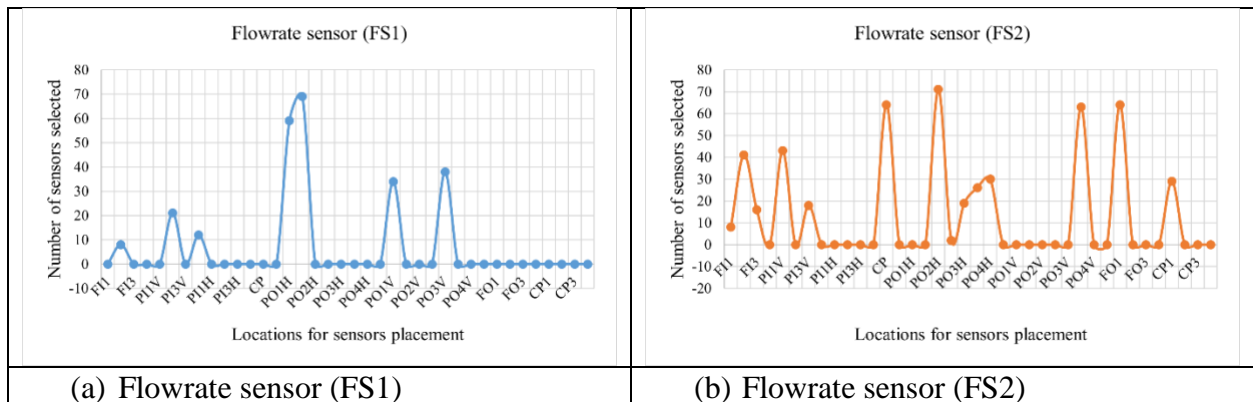 Flowrate sensor (FS1)
Number of sensors selected
80
70
60
50
40
30
20
10
0
-10
FI1 FI3 PI1V PI3V PI1H PI3H CP PO1H PO2H PO3H PO4H PO1V PO2V PO3V PO4V FO1 FO3 CP1 CP3
Locations for sensors placement
(a) Flowrate sensor (FS1)
Flowrate sensor (FS2)
Number of sensors selected
80
70
60
50
40
30
20
10
0
-10
-20
FI1 FI3 PI1V PI3V PI1H PI3H CP PO1H PO2H PO3H PO4H PO1V PO2V PO3V PO4V FO1 FO3 CP1 CP3
Locations for sensors placement
(b) Flowrate sensor (FS2)